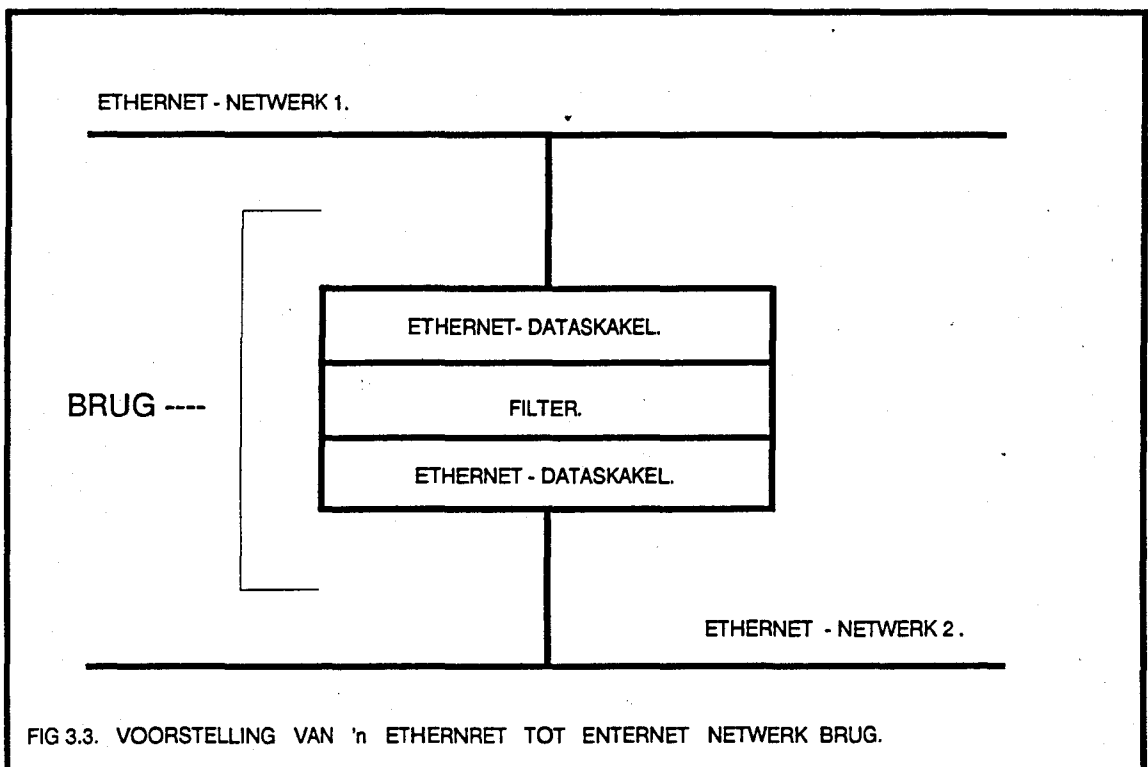 ETHERNET - NETWERK 1.
ETHERNET- DATASKAKEL.
BRUG ----
FILTER.
ETHERNET - DATASKAKEL.
ETHERNET - NETWERK 2 .
FIG 3.3. VOORSTELLING VAN 'n ETHERNRET TOT ENTERNET NETWERK BRUG.